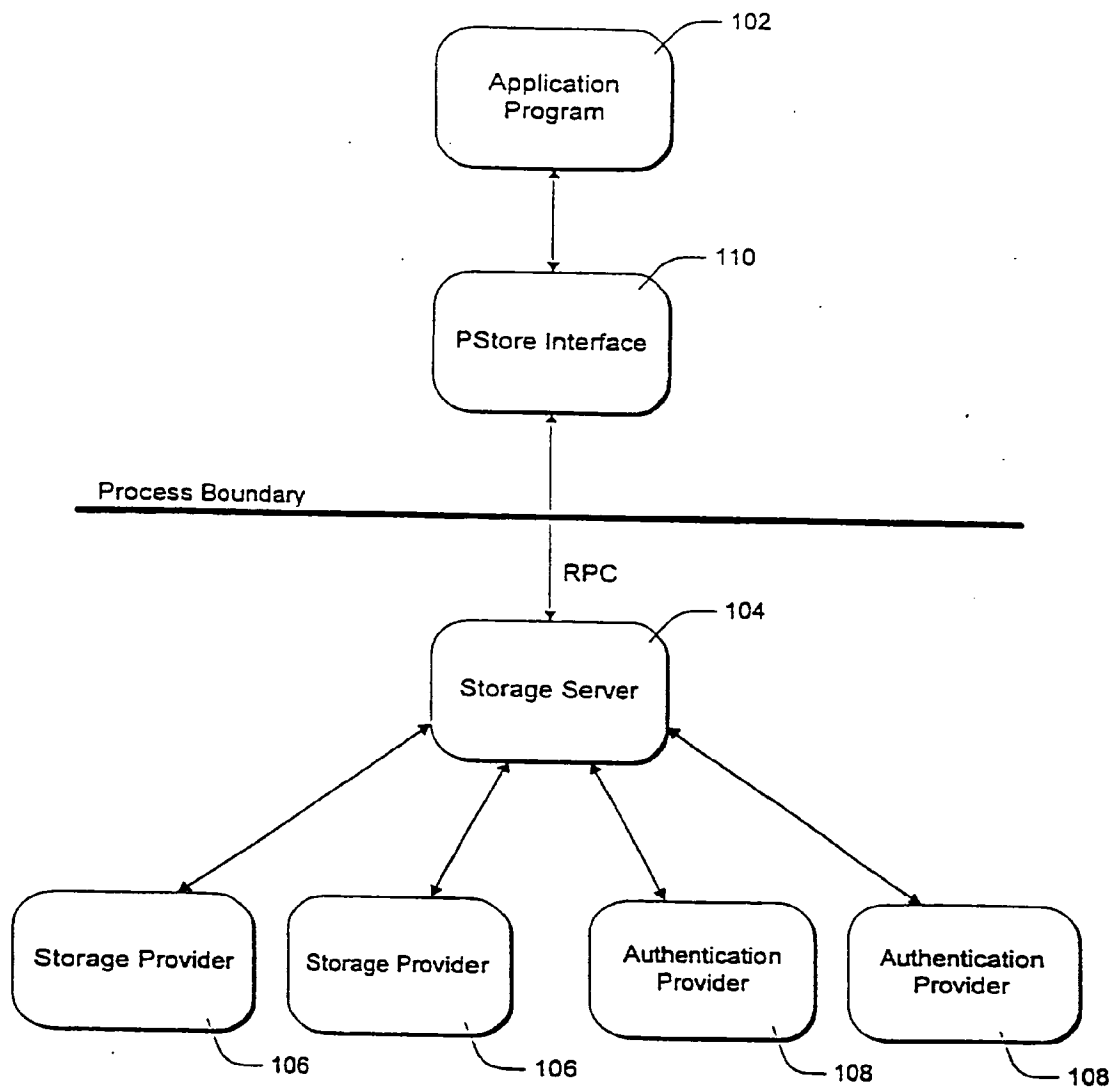 102
Application
Program
110
PStore Interface
Process Boundary
RPC
104
Storage Server
Storage Provider
Storage Provider
Authentication
Provider
Authentication
Provider
106
106
108
108